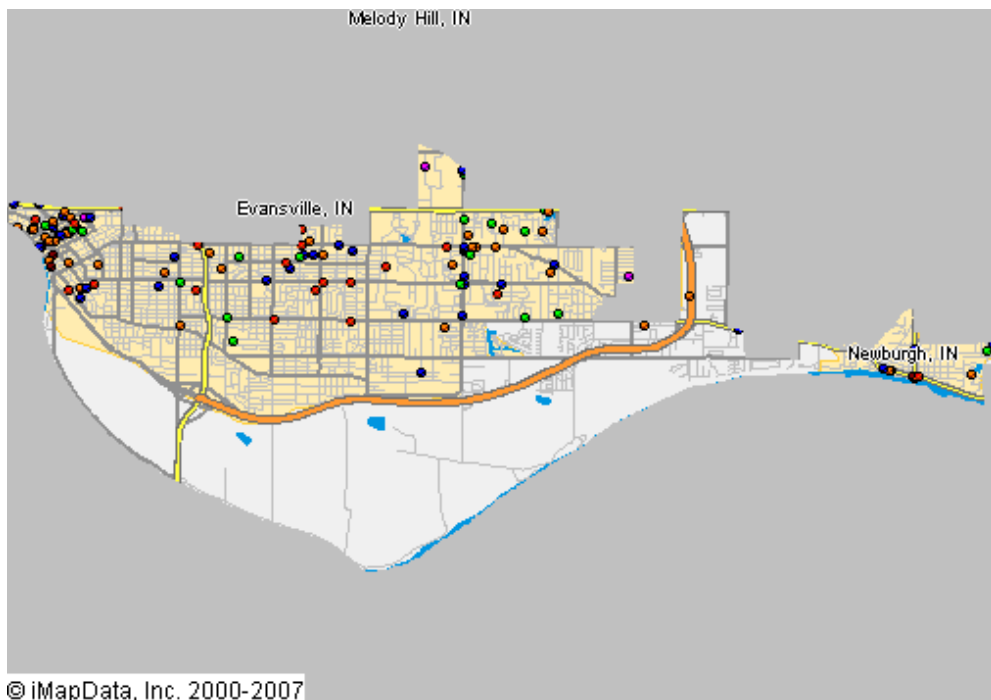 Melody Hill, IN
Evansville, IN
Newburgh, IN
© iMapData, Inc. 2000-2007